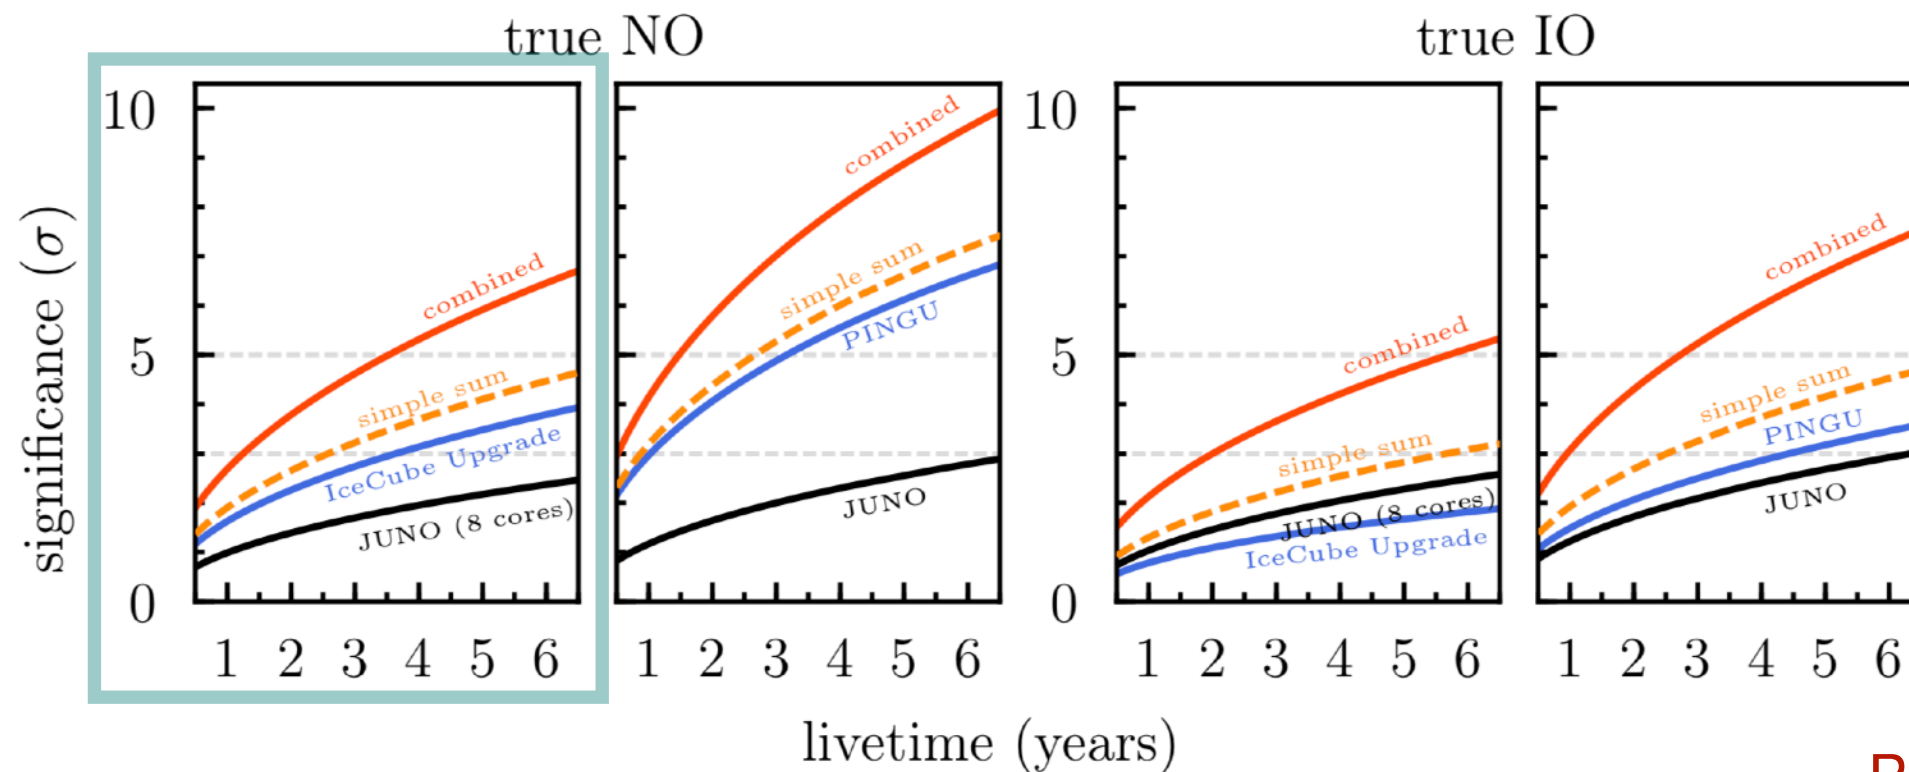 true NO
true IO
significance (σ)
10
5
0
combined
simple sum
IceCube Upgrade
JUNO (8 cores)
1 2 3 4 5 6
combined
simple sum
PINGU
JUNO
1 2 3 4 5 6
10
5
0
combined
simple sum
JUNO (8 cores)
IceCube Upgrade
1 2 3 4 5 6
combined
simple sum
PINGU
JUNO
1 2 3 4 5 6
livetime (years)